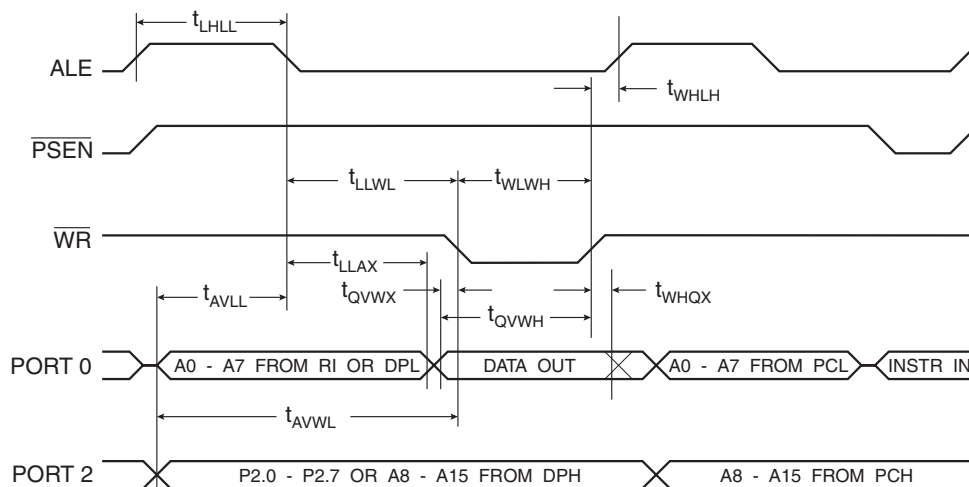 tLHLL
ALE
tWHLH
PSEN
tLLWL tWLWH
WR
tLLAX
tAVLL tQVWX tWHQX
tQVWH
PORT 0 A0 - A7 FROM RI OR DPL DATA OUT A0 - A7 FROM PCL INSTR IN
tAVWL
PORT 2 P2.0 - P2.7 OR A8 - A15 FROM DPH A8 - A15 FROM PCH